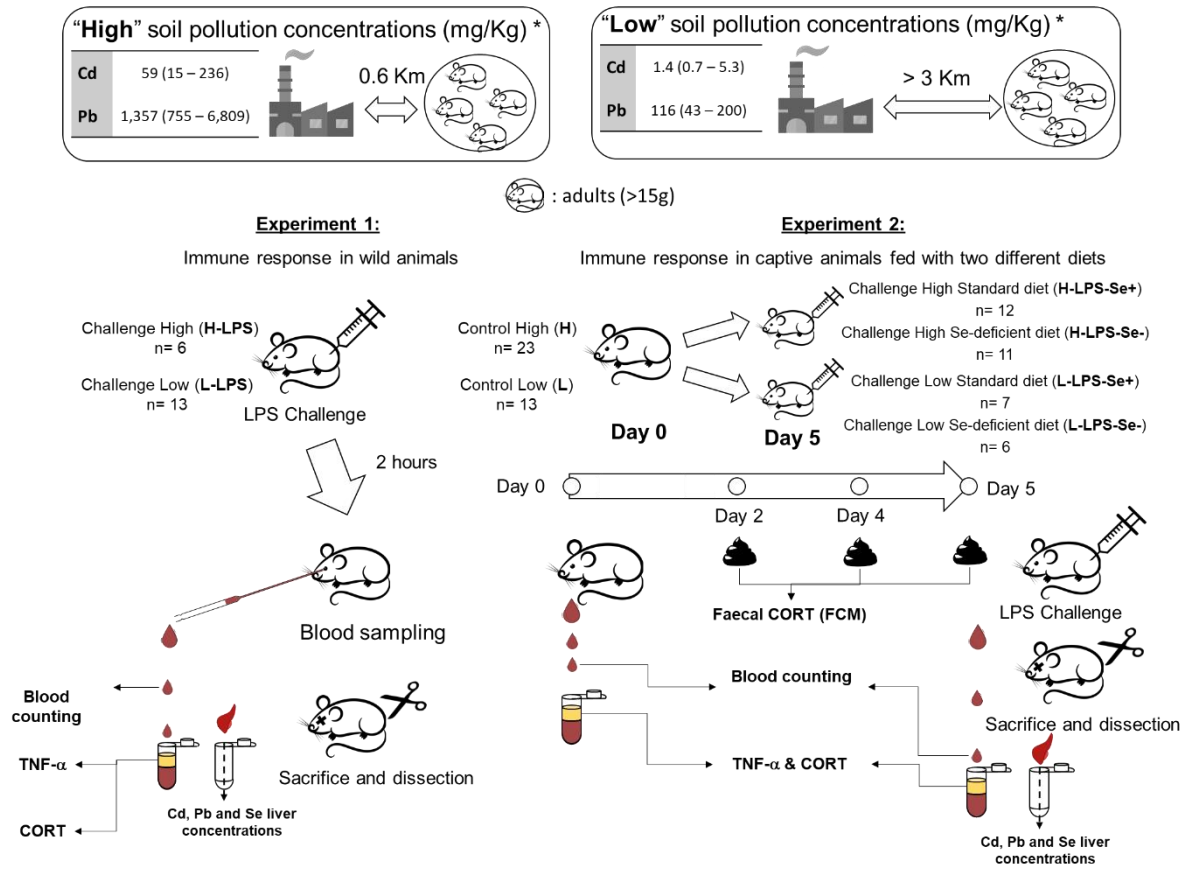 “High” soil pollution concentrations (mg/Kg) *
Cd 59 (15 – 236)
Pb 1,357 (755 – 6,809)
0.6 Km
“Low” soil pollution concentrations (mg/Kg) *
Cd 1.4 (0.7 – 5.3)
Pb 116 (43 – 200)
> 3 Km
: adults (>15g)
Experiment 1:
Immune response in wild animals
Challenge High (H-LPS)
n= 6
Challenge Low (L-LPS)
n= 13
LPS Challenge
2 hours
Blood sampling
Blood
counting
TNF-α
CORT
Sacrifice and dissection
Cd, Pb and Se liver
concentrations
Experiment 2:
Immune response in captive animals fed with two different diets
Control High (H)
n= 23
Control Low (L)
n= 13
Day 0
Day 5
Challenge High Standard diet (H-LPS-Se+)
n= 12
Challenge High Se-deficient diet (H-LPS-Se-)
n= 11
Challenge Low Standard diet (L-LPS-Se+)
n= 7
Challenge Low Se-deficient diet (L-LPS-Se-)
n= 6
Day 0
Day 2
Day 4
Day 5
Faecal CORT (FCM)
LPS Challenge
Blood counting
Sacrifice and dissection
TNF-α & CORT
Cd, Pb and Se liver
concentrations